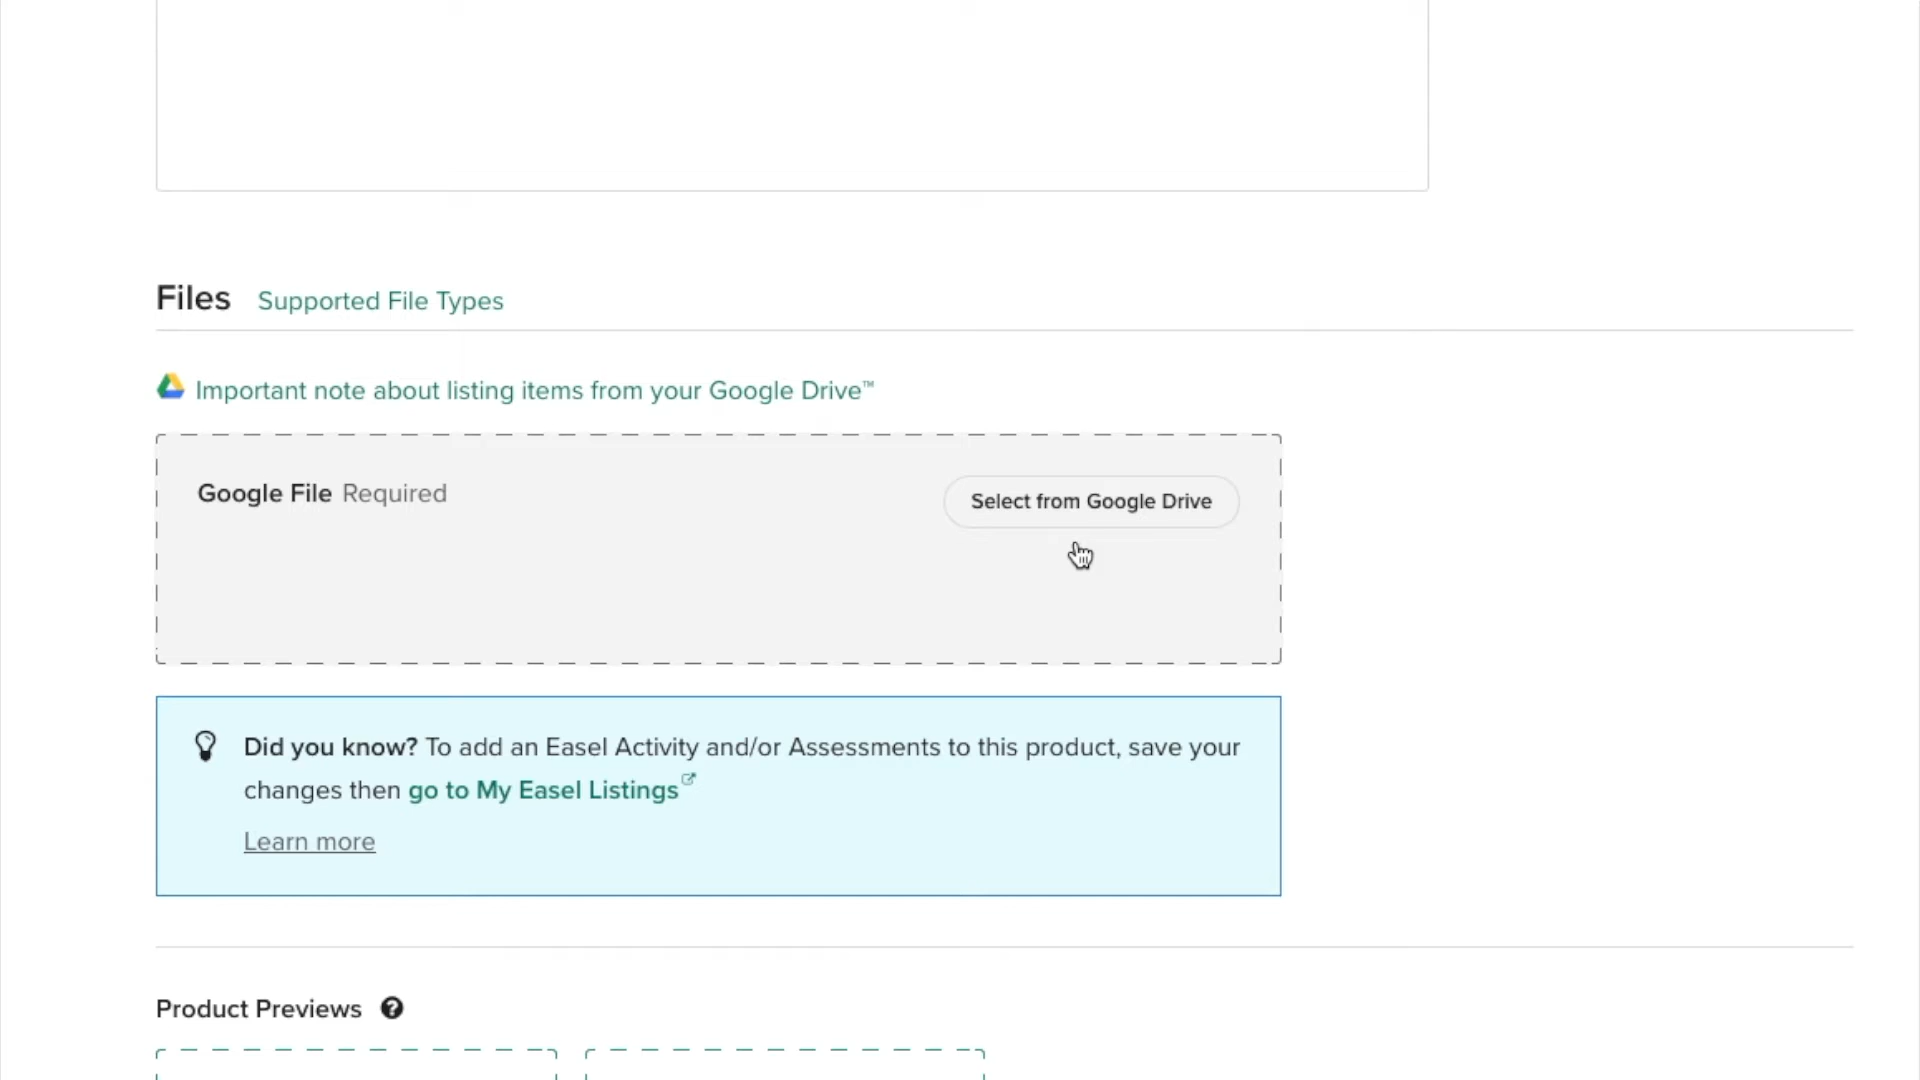 Files Supported File Types
Important note about listing items from your Google Drive™
Google File Required
Select from Google Drive
Did you know? To add an Easel Activity and/or Assessments to this product, save your
changes then go to My Easel Listings
Learn more
Product Previews